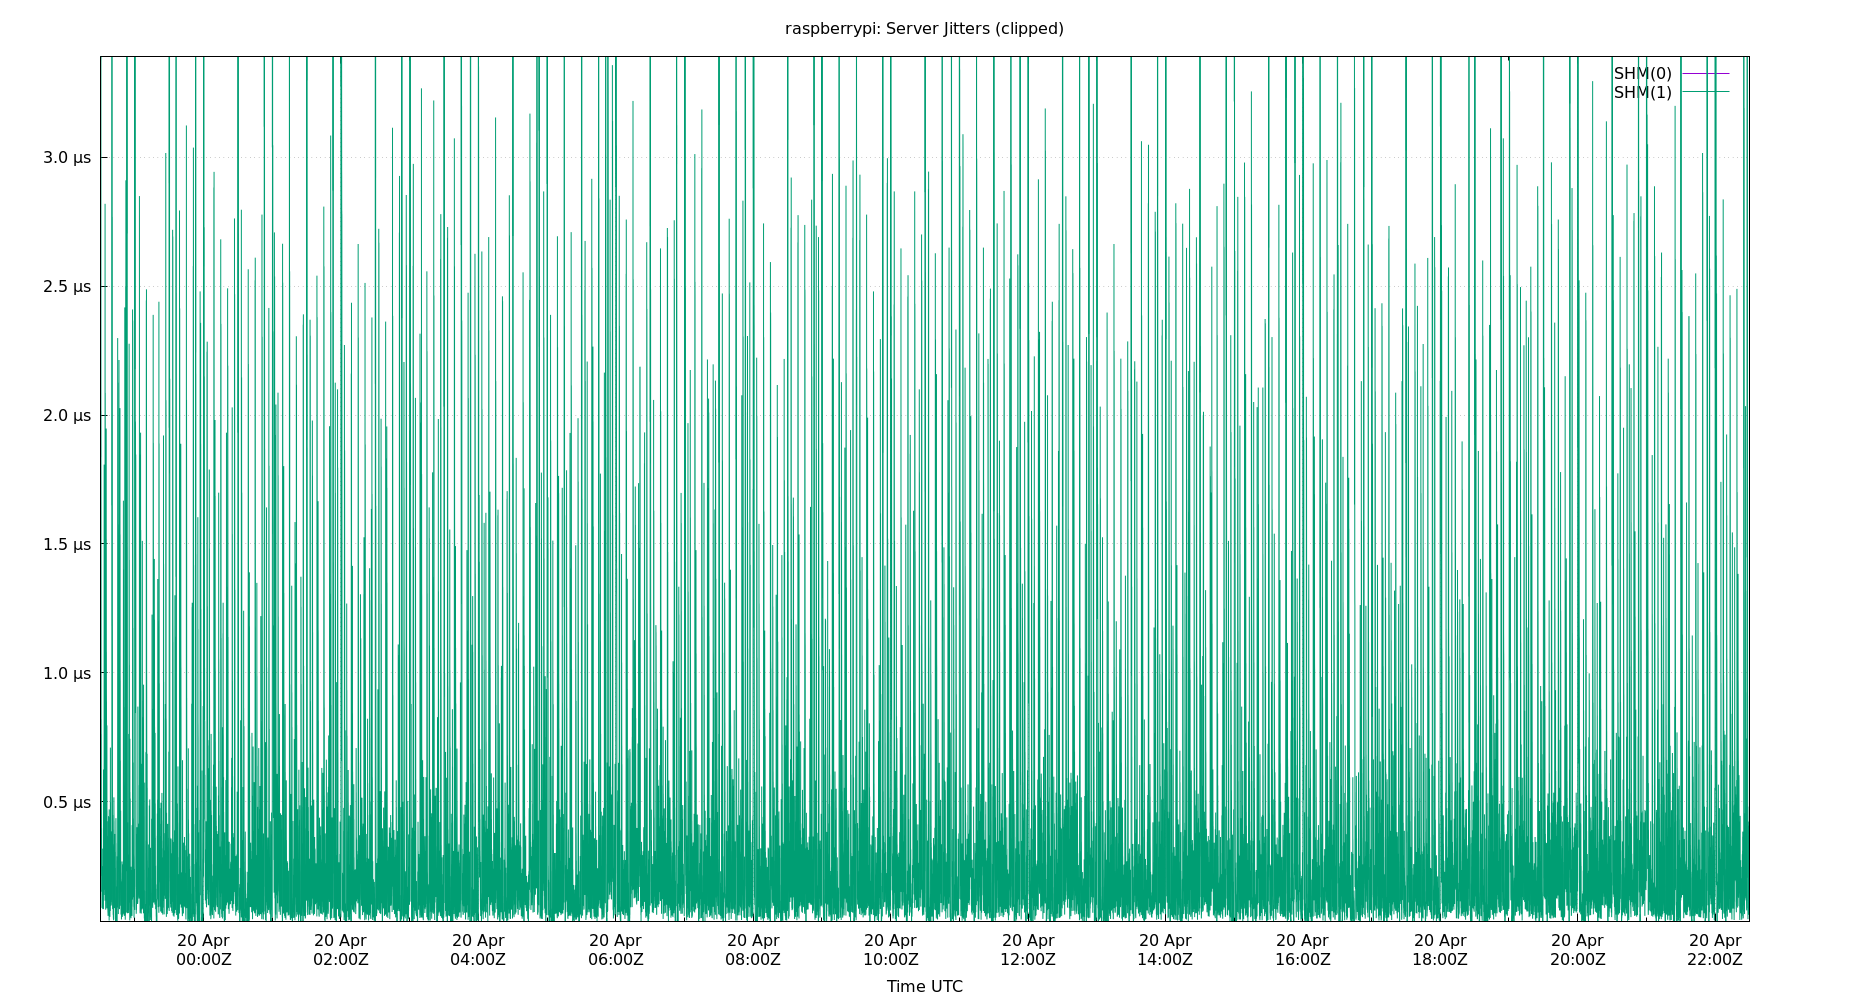 raspberrypi: Server Jitters (clipped)
SHM(0)
SHM(1)
3.0 µs
2.5 µs
2.0 µs
1.5 µs
1.0 µs
0.5 µs
20 Apr 20 Apr 20 Apr 20 Apr 20 Apr 20 Apr 20 Apr 20 Apr 20 Apr 20 Apr 20 Apr 20 Apr
00:00Z 02:00Z 04:00Z 06:00Z 08:00Z 10:00Z 12:00Z 14:00Z 16:00Z 18:00Z 20:00Z 22:00Z
Time UTC